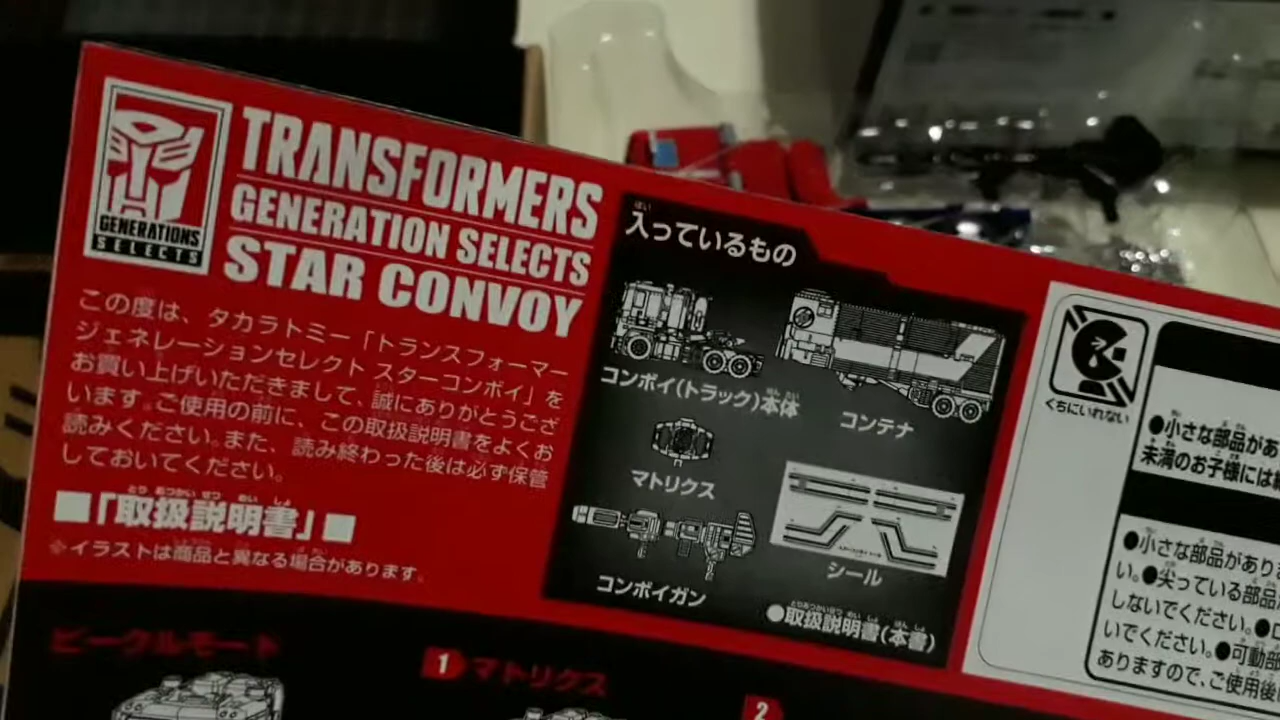 TRANSFORMERS
GENERATION SELECTS
STAR CONVOY
GENERATIONS
SELECTS
この度は、タカラトミー「トランスフォーマー
ジェネレーションセレクト スターコンボイ」を
お買い上げいただきまして、誠にありがとうござ
います。ご使用の前に、この取扱説明書をよくお
読みください。また、読み終わった後は必ず保管
しておいてください。
■「取扱説明書」■
※イラストは商品と異なる場合があります。
入っているもの
コンボイ(トラック)本体
コンテナ
マトリクス
コンボイガン
シール
●取扱説明書(本書)
くちにいれない
●小さな部品があ
未満のお子様には
●小さな部品があり
い。●尖っている部品
しないでください。
いでください。●可動部
ありますので、ご使用後
ビークルモード
1 マトリクス
2